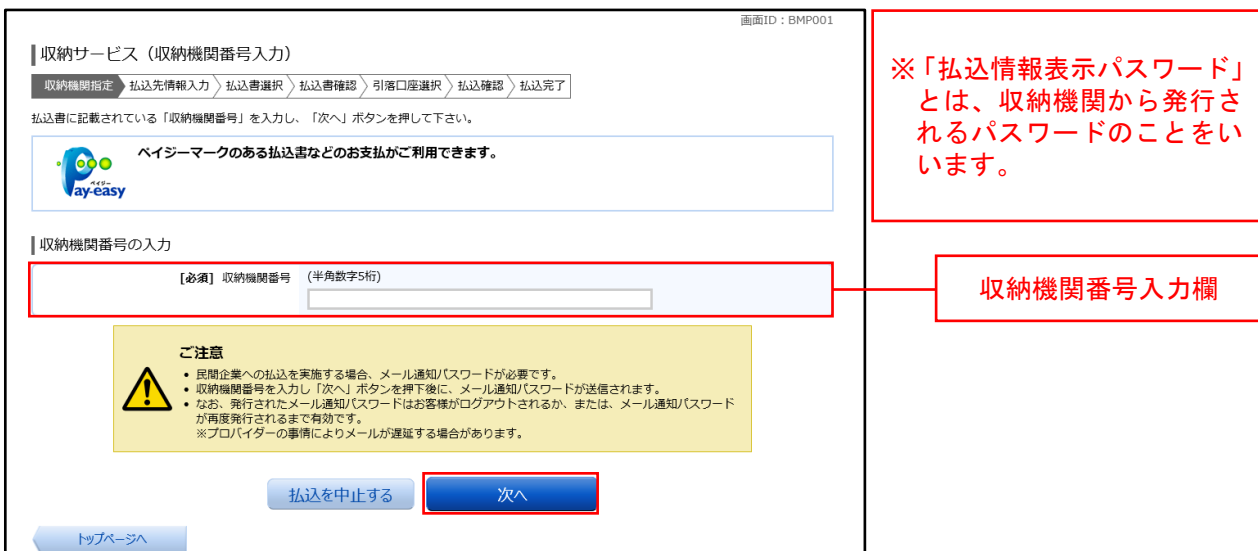 画面ID：BMP001
収納サービス（収納機関番号入力）
収納機関指定 払込先情報入力 払込書選択 払込書確認 引落口座選択 払込確認 払込完了
払込書に記載されている「収納機関番号」を入力し、「次へ」ボタンを押して下さい。
ペイジー
Pay-easy
ペイジーマークのある払込書などのお支払がご利用できます。
収納機関番号の入力
[必須] 収納機関番号 (半角数字5桁)
ご注意
• 民間企業への払込を実施する場合、メール通知パスワードが必要です。
• 収納機関番号を入力し「次へ」ボタンを押下後に、メール通知パスワードが送信されます。
• なお、発行されたメール通知パスワードはお客様がログアウトされるか、または、メール通知パスワード
が再度発行されるまで有効です。
※プロバイダーの事情によりメールが遅延する場合があります。
払込を中止する 次へ
トップページへ
※「払込情報表示パスワード」
とは、収納機関から発行さ
れるパスワードのことをい
います。
収納機関番号入力欄